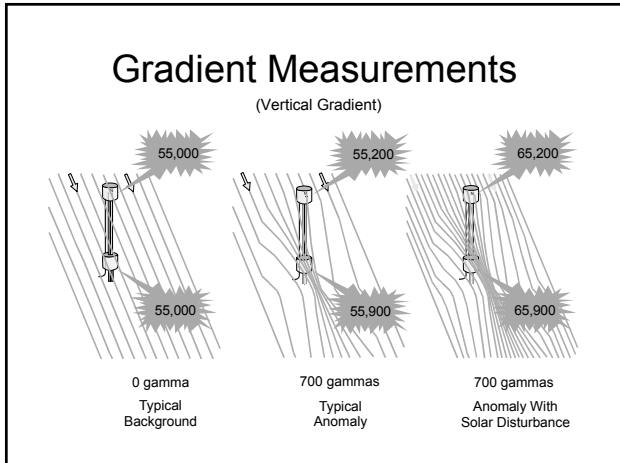 Gradient Measurements
(Vertical Gradient)
55,000
55,200
65,200
55,000
55,900
65,900
0 gamma
700 gammas
700 gammas
Typical
Background
Typical
Anomaly
Anomaly With
Solar Disturbance